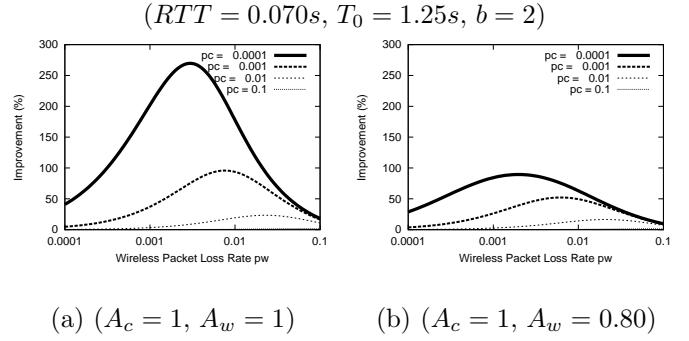 (RTT = 0.070s, T₀ = 1.25s, b = 2)
300
250
200
150
100
50
0
Improvement (%)
pc = 0.0001
pc = 0.001
pc = 0.01
pc = 0.1
0.0001 0.001 0.01 0.1
Wireless Packet Loss Rate pw
300
250
200
150
100
50
0
Improvement (%)
pc = 0.0001
pc = 0.001
pc = 0.01
pc = 0.1
0.0001 0.001 0.01 0.1
Wireless Packet Loss Rate pw
(a) (A_c = 1, A_w = 1)
(b) (A_c = 1, A_w = 0.80)